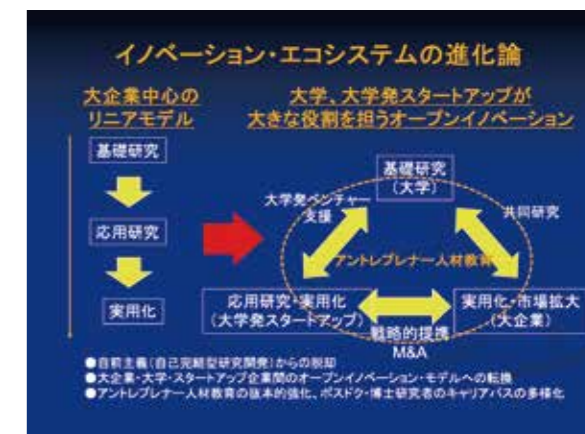 イノベーション・エコシステムの進化論
大企業中心の
リニアモデル
基礎研究
応用研究
実用化
大学、大学発スタートアップが
大きな役割を担うオープンイノベーション
基礎研究
(大学)
大学発ベンチャー
支援
共同研究
アントレプレナー人材教育
応用研究・実用化
(大学発スタートアップ)
実用化・市場拡大
(大企業)
戦略的提携
M&A
●自前主義(自己完結型研究開発)からの脱却
●大企業・大学・スタートアップ企業間のオープンイノベーション・モデルへの転換
●アントレプレナー人材教育の抜本的強化、ポスドク・博士研究者のキャリアパスの多様化